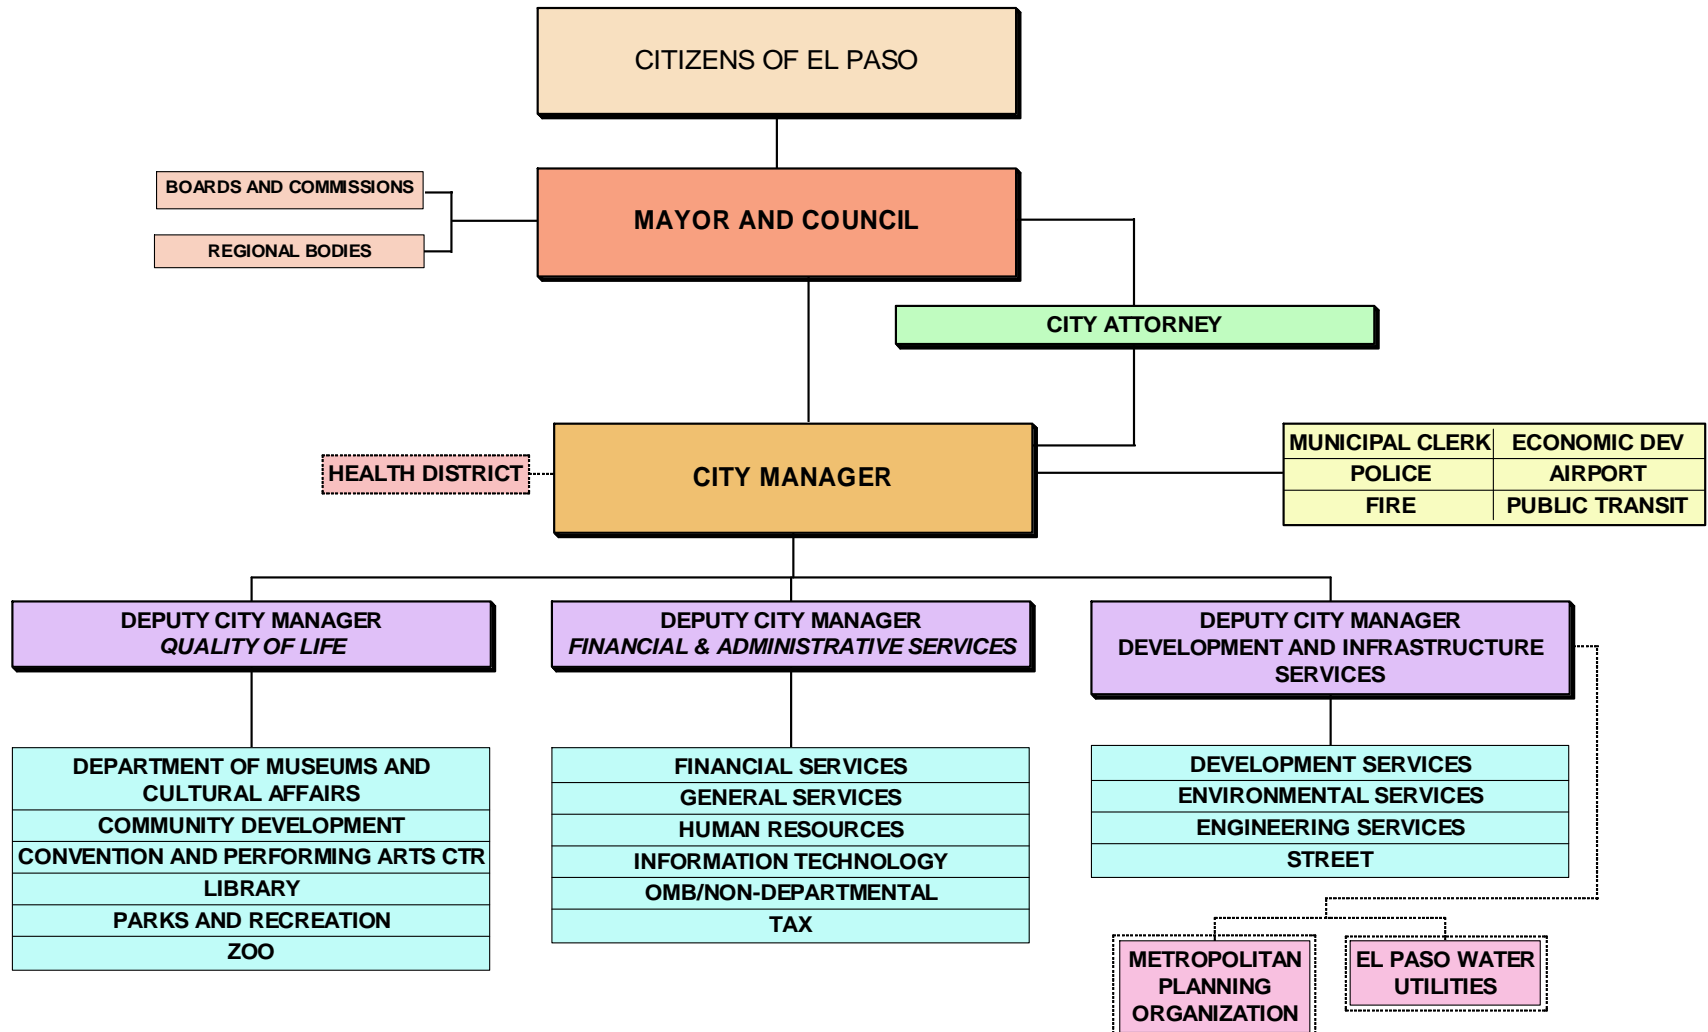 CITIZENS OF EL PASO
BOARDS AND COMMISSIONS
MAYOR AND COUNCIL
REGIONAL BODIES
CITY ATTORNEY
HEALTH DISTRICT
CITY MANAGER
MUNICIPAL CLERK ECONOMIC DEV
POLICE AIRPORT
FIRE PUBLIC TRANSIT
DEPUTY CITY MANAGER
QUALITY OF LIFE
DEPUTY CITY MANAGER
FINANCIAL & ADMINISTRATIVE SERVICES
DEPUTY CITY MANAGER
DEVELOPMENT AND INFRASTRUCTURE
SERVICES
DEPARTMENT OF MUSEUMS AND
CULTURAL AFFAIRS
COMMUNITY DEVELOPMENT
CONVENTION AND PERFORMING ARTS CTR
LIBRARY
PARKS AND RECREATION
ZOO
FINANCIAL SERVICES
GENERAL SERVICES
HUMAN RESOURCES
INFORMATION TECHNOLOGY
OMB/NON-DEPARTMENTAL
TAX
DEVELOPMENT SERVICES
ENVIRONMENTAL SERVICES
ENGINEERING SERVICES
STREET
METROPOLITAN
PLANNING
ORGANIZATION
EL PASO WATER
UTILITIES